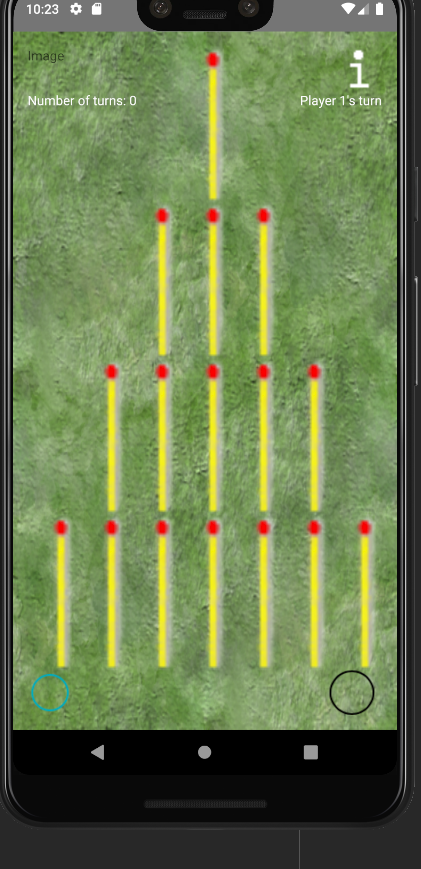 10:23
Image
Number of turns: 0
Player 1's turn